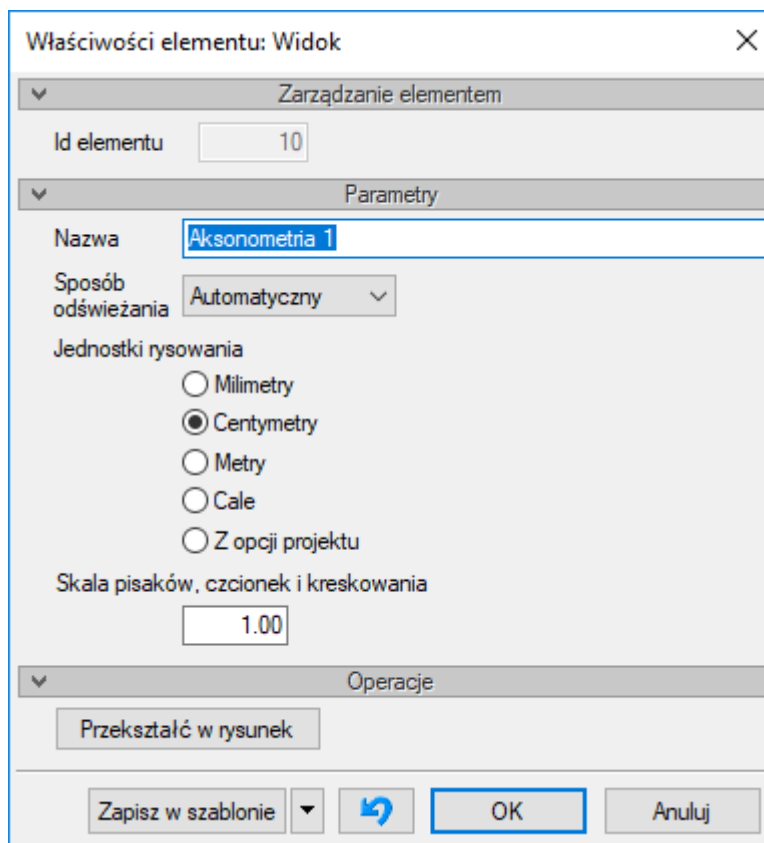 Właściwości elementu: Widok
Zarządzanie elementem
Id elementu 10
Parametry
Nazwa Aksonometria 1
Sposób
odświeżania Automatyczny
Jednostki rysowania
Milimetry
Centymetry
Metry
Cale
Z opcji projektu
Skala pisaków, czcionek i kreskowania
1.00
Operacje
Przekształć w rysunek
Zapisz w szablonie OK Anuluj